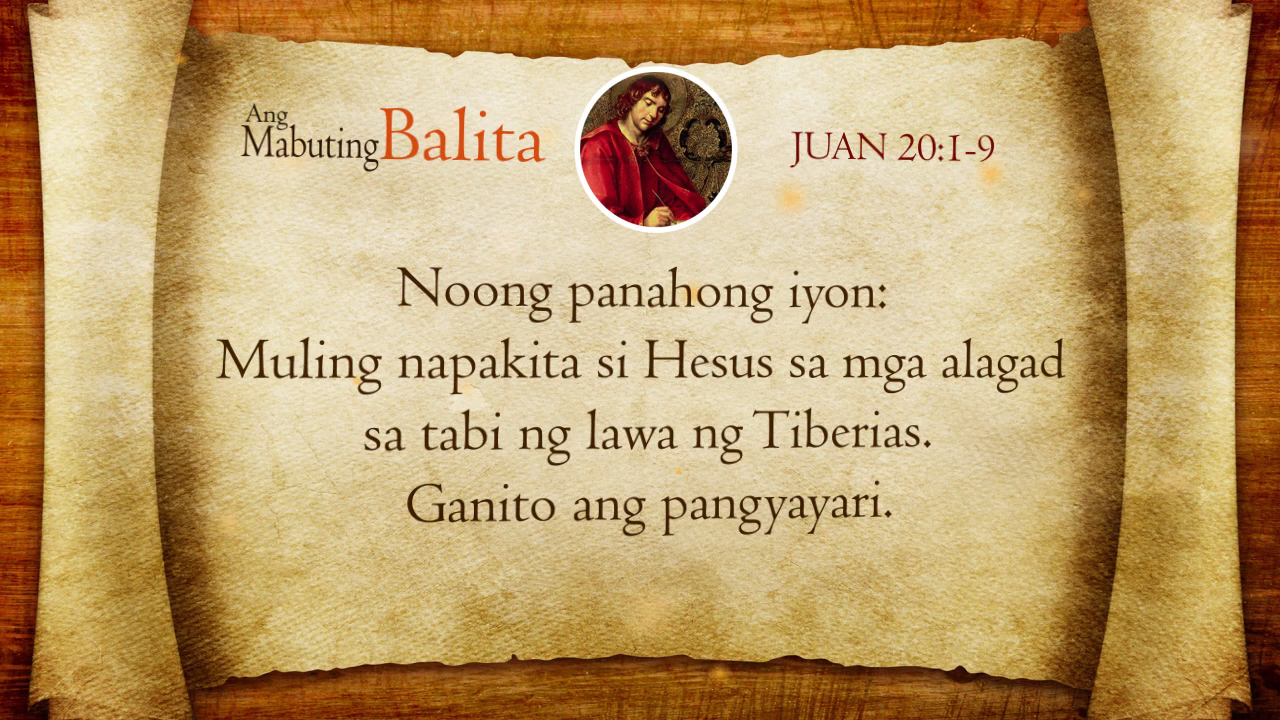 Ang
Mabuting Balita
JUAN 20:1-9
Noong panahong iyon:
Muling napakita si Hesus sa mga alagad
sa tabi ng lawa ng Tiberias.
Ganito ang pangyayari.